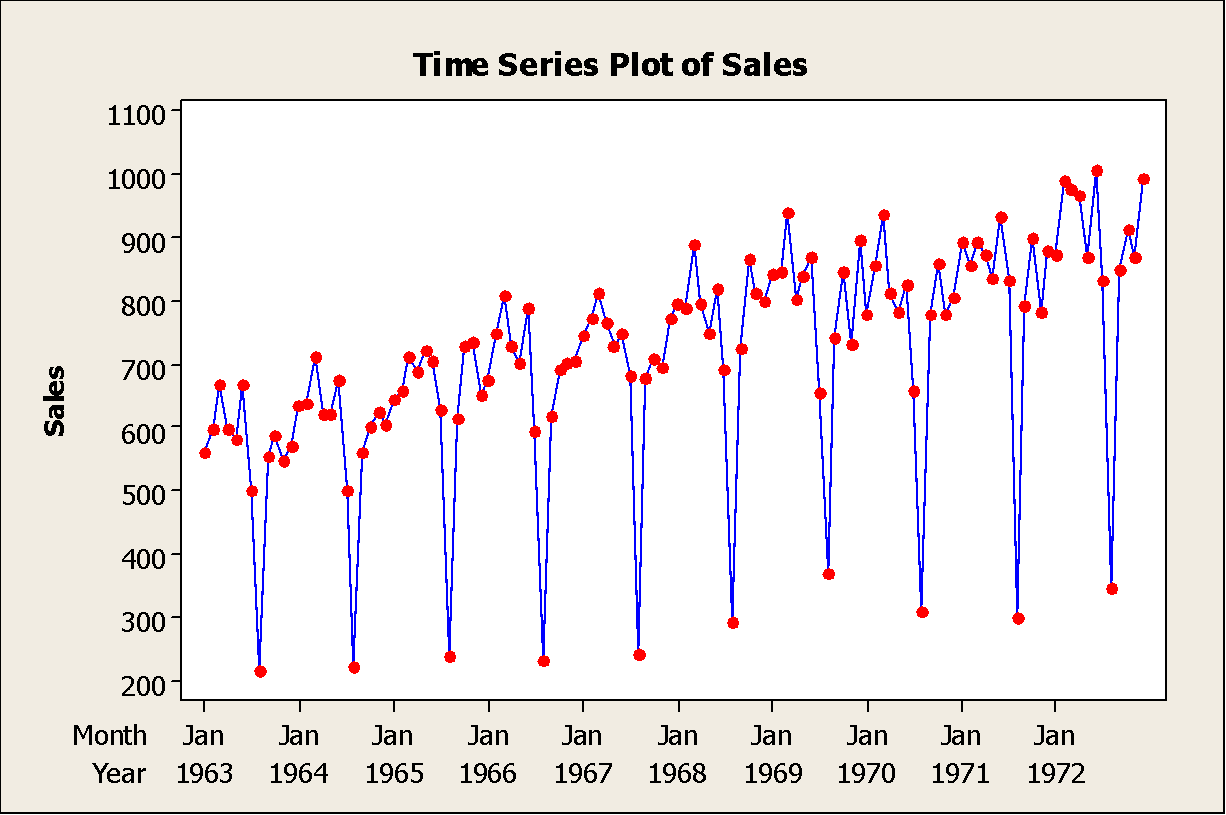 Time Series Plot of Sales
1100
1000
900
800
700
600
500
400
300
200
Sales
Month Jan Jan Jan Jan Jan Jan Jan Jan Jan Jan
Year 1963 1964 1965 1966 1967 1968 1969 1970 1971 1972